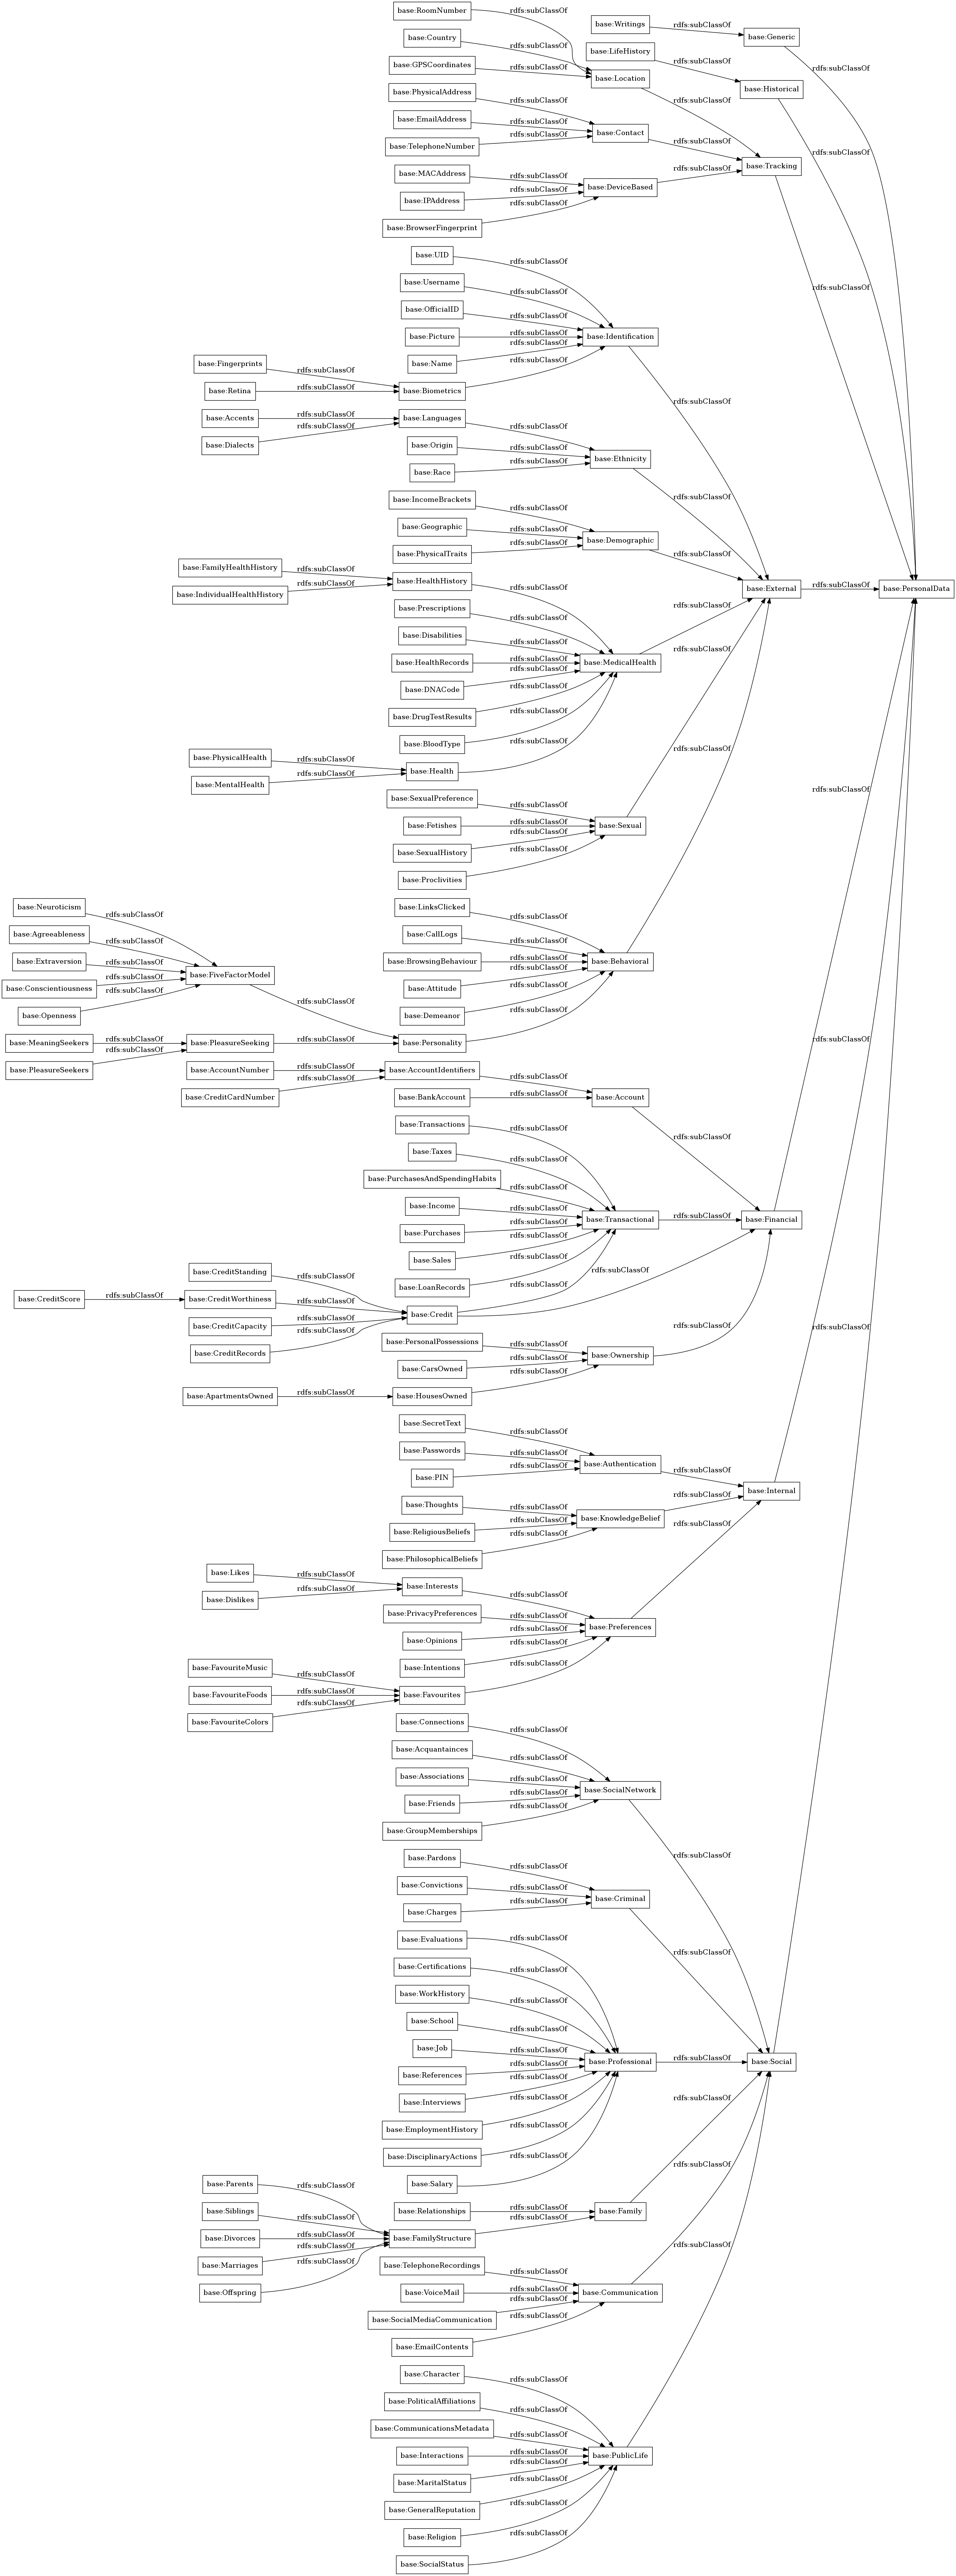 base:RoomNumber
rdfs:subClassOf
base:Writings
rdfs:subClassOf
base:Generic
base:Country
rdfs:subClassOf
base:LifeHistory
rdfs:subClassOf
rdfs:subClassOf
base:GPSCoordinates
rdfs:subClassOf
base:Location
base:Historical
base:PhysicalAddress
rdfs:subClassOf
rdfs:subClassOf
base:EmailAddress
rdfs:subClassOf
base:Contact
rdfs:subClassOf
base:TelephoneNumber
rdfs:subClassOf
rdfs:subClassOf
base:Tracking
base:MACAddress
rdfs:subClassOf
base:DeviceBased
rdfs:subClassOf
base:IPAddress
rdfs:subClassOf
base:BrowserFingerprint
rdfs:subClassOf
base:UID
rdfs:subClassOf
base:Username
rdfs:subClassOf
rdfs:subClassOf
base:OfficialID
rdfs:subClassOf
base:Picture
rdfs:subClassOf
base:Identification
base:Name
rdfs:subClassOf
base:Fingerprints
rdfs:subClassOf
base:Retina
rdfs:subClassOf
base:Biometrics
rdfs:subClassOf
rdfs:subClassOf
base:Accents
rdfs:subClassOf
base:Languages
rdfs:subClassOf
base:Dialects
rdfs:subClassOf
base:Origin
rdfs:subClassOf
base:Ethnicity
base:Race
rdfs:subClassOf
rdfs:subClassOf
base:IncomeBrackets
rdfs:subClassOf
base:Geographic
rdfs:subClassOf
base:Demographic
rdfs:subClassOf
base:PhysicalTraits
rdfs:subClassOf
base:FamilyHealthHistory
rdfs:subClassOf
base:HealthHistory
rdfs:subClassOf
base:External
rdfs:subClassOf
base:PersonalData
base:IndividualHealthHistory
rdfs:subClassOf
base:Prescriptions
rdfs:subClassOf
rdfs:subClassOf
base:Disabilities
rdfs:subClassOf
base:HealthRecords
rdfs:subClassOf
base:MedicalHealth
rdfs:subClassOf
base:DNACode
rdfs:subClassOf
base:DrugTestResults
rdfs:subClassOf
base:BloodType
rdfs:subClassOf
base:PhysicalHealth
rdfs:subClassOf
base:Health
rdfs:subClassOf
rdfs:subClassOf
base:MentalHealth
rdfs:subClassOf
rdfs:subClassOf
base:SexualPreference
rdfs:subClassOf
base:Fetishes
rdfs:subClassOf
base:Sexual
base:SexualHistory
rdfs:subClassOf
base:Proclivities
rdfs:subClassOf
base:Neuroticism
rdfs:subClassOf
base:LinksClicked
rdfs:subClassOf
base:Agreeableness
rdfs:subClassOf
base:CallLogs
rdfs:subClassOf
base:Extraversion
rdfs:subClassOf
base:FiveFactorModel
base:BrowsingBehaviour
rdfs:subClassOf
base:Behavioral
base:Conscientiousness
rdfs:subClassOf
base:Attitude
rdfs:subClassOf
base:Openness
rdfs:subClassOf
rdfs:subClassOf
base:Demeanor
rdfs:subClassOf
base:MeaningSeekers
rdfs:subClassOf
base:PleasureSeeking
rdfs:subClassOf
base:Personality
rdfs:subClassOf
base:PleasureSeekers
rdfs:subClassOf
base:AccountNumber
rdfs:subClassOf
base:AccountIdentifiers
rdfs:subClassOf
base:CreditCardNumber
rdfs:subClassOf
base:BankAccount
rdfs:subClassOf
base:Account
base:Transactions
rdfs:subClassOf
rdfs:subClassOf
base:Taxes
rdfs:subClassOf
base:PurchasesAndSpendingHabits
rdfs:subClassOf
base:Income
rdfs:subClassOf
base:Transactional
rdfs:subClassOf
base:Financial
base:Purchases
rdfs:subClassOf
base:Sales
rdfs:subClassOf
base:CreditStanding
rdfs:subClassOf
base:LoanRecords
rdfs:subClassOf
rdfs:subClassOf
base:CreditScore
rdfs:subClassOf
base:CreditWorthiness
rdfs:subClassOf
base:Credit
rdfs:subClassOf
base:CreditCapacity
rdfs:subClassOf
rdfs:subClassOf
rdfs:subClassOf
base:CreditRecords
rdfs:subClassOf
base:PersonalPossessions
rdfs:subClassOf
base:Ownership
base:CarsOwned
rdfs:subClassOf
base:ApartmentsOwned
rdfs:subClassOf
base:HousesOwned
rdfs:subClassOf
base:SecretText
rdfs:subClassOf
base:Passwords
rdfs:subClassOf
base:Authentication
rdfs:subClassOf
base:PIN
rdfs:subClassOf
base:Internal
base:Thoughts
rdfs:subClassOf
rdfs:subClassOf
base:ReligiousBeliefs
rdfs:subClassOf
base:KnowledgeBelief
rdfs:subClassOf
base:PhilosophicalBeliefs
rdfs:subClassOf
base:Likes
rdfs:subClassOf
base:Interests
rdfs:subClassOf
base:Dislikes
rdfs:subClassOf
base:PrivacyPreferences
rdfs:subClassOf
base:Preferences
base:Opinions
rdfs:subClassOf
base:Intentions
rdfs:subClassOf
base:FavouriteMusic
rdfs:subClassOf
base:FavouriteFoods
rdfs:subClassOf
base:Favourites
rdfs:subClassOf
base:FavouriteColors
rdfs:subClassOf
base:Connections
rdfs:subClassOf
base:Acquantainces
rdfs:subClassOf
base:Associations
rdfs:subClassOf
base:SocialNetwork
base:Friends
rdfs:subClassOf
base:GroupMemberships
rdfs:subClassOf
rdfs:subClassOf
base:Pardons
rdfs:subClassOf
base:Convictions
rdfs:subClassOf
base:Criminal
base:Charges
rdfs:subClassOf
base:Evaluations
rdfs:subClassOf
rdfs:subClassOf
base:Certifications
rdfs:subClassOf
base:WorkHistory
rdfs:subClassOf
base:School
rdfs:subClassOf
base:Job
rdfs:subClassOf
base:Professional
rdfs:subClassOf
base:Social
base:References
rdfs:subClassOf
base:Interviews
rdfs:subClassOf
rdfs:subClassOf
base:EmploymentHistory
rdfs:subClassOf
base:DisciplinaryActions
rdfs:subClassOf
base:Salary
rdfs:subClassOf
rdfs:subClassOf
base:Parents
rdfs:subClassOf
base:Siblings
rdfs:subClassOf
base:Relationships
rdfs:subClassOf
base:Family
base:Divorces
rdfs:subClassOf
base:FamilyStructure
rdfs:subClassOf
base:Marriages
rdfs:subClassOf
base:TelephoneRecordings
rdfs:subClassOf
rdfs:subClassOf
base:Offspring
rdfs:subClassOf
base:VoiceMail
rdfs:subClassOf
base:Communication
base:SocialMediaCommunication
rdfs:subClassOf
base:EmailContents
rdfs:subClassOf
base:Character
rdfs:subClassOf
base:PoliticalAffiliations
rdfs:subClassOf
base:CommunicationsMetadata
rdfs:subClassOf
base:Interactions
rdfs:subClassOf
base:PublicLife
base:MaritalStatus
rdfs:subClassOf
base:GeneralReputation
rdfs:subClassOf
base:Religion
rdfs:subClassOf
base:SocialStatus
rdfs:subClassOf